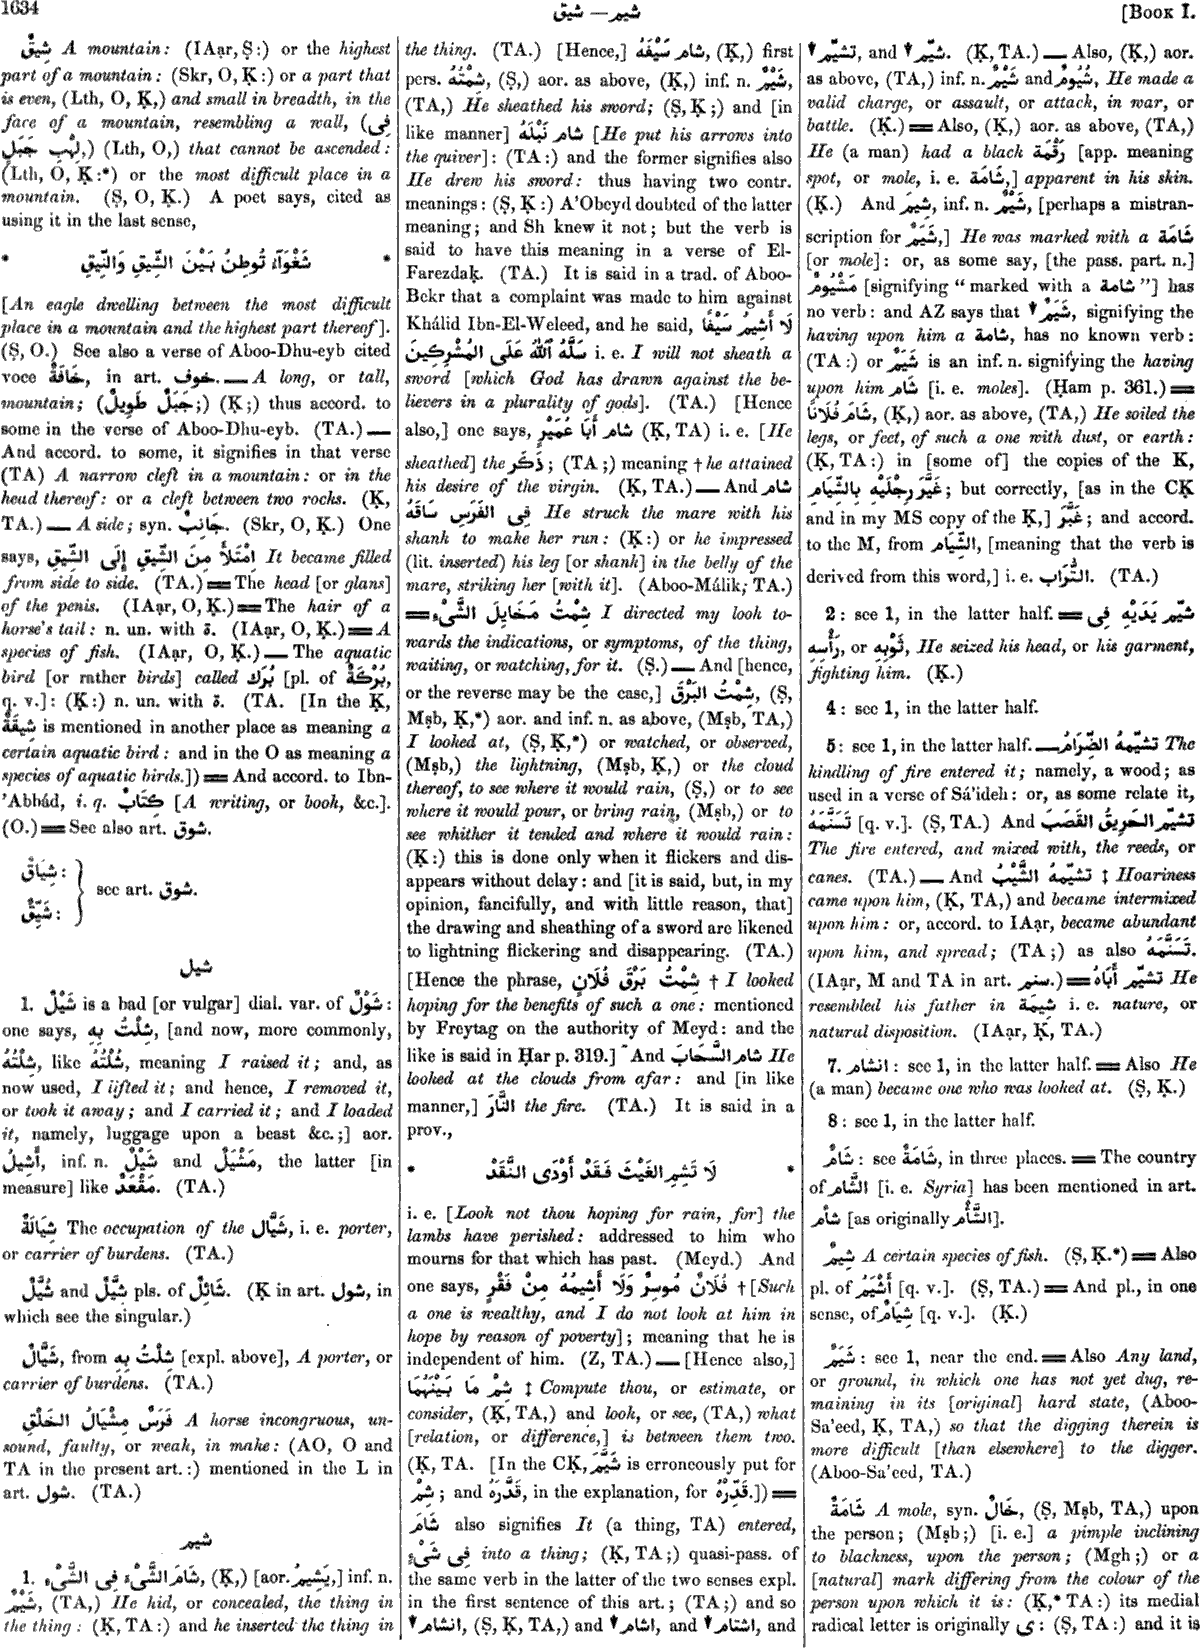 1634
شيم — شيق
[BOOK I.
شِيقٌ A mountain: (IAạr, Ṣ:) or the highest
part of a mountain: (Skr, O, Ḳ:) or a part that
is even, (Lth, O, Ḳ,) and small in breadth, in the
face of a mountain, resembling a wall, (فِى
لِهْبِ جَبَلٍ,) (Lth, O,) that cannot be ascended:
(Lth, O, Ḳ:*) or the most difficult place in a
mountain. (Ṣ, O, Ḳ.) A poet says, cited as
using it in the last sense,
* شَغْوَآءُ تُوطِنُ بَيْنَ الشِّيقِ وَالنِّيقِ *
[An eagle dwelling between the most difficult
place in a mountain and the highest part thereof].
(Ṣ, O.) See also a verse of Aboo-Dhu-eyb cited
voce خَافَةٌ, in art. خوف. — A long, or tall,
mountain; (جَبَلٌ طَوِيلٌ;) (Ḳ;) thus accord. to
some in the verse of Aboo-Dhu-eyb. (TA.) —
And accord. to some, it signifies in that verse
(TA) A narrow cleft in a mountain: or in the
head thereof: or a cleft between two rocks. (Ḳ,
TA.) — A side; syn. جَانِبٌ. (Skr, O, Ḳ.) One
says, اِمْتَلَأَ مِنَ الشِّيقِ إِلَى الشِّيقِ It became filled
from side to side. (TA.) = The head [or glans]
of the penis. (IAạr, O, Ḳ.) = The hair of a
horse's tail: n. un. with ة. (IAạr, O, Ḳ.) = A
species of fish. (IAạr, O, Ḳ.) — The aquatic
bird [or rather birds] called بُرَك [pl. of بُرْكَةٌ,
q. v.]: (Ḳ:) n. un. with ة. (TA. [In the Ḳ,
شِيقَةٌ is mentioned in another place as meaning a
certain aquatic bird: and in the O as meaning a
species of aquatic birds.]) = And accord. to Ibn-
'Abbád, i. q. كِتَابٌ [A writing, or book, &c.].
(O.) = See also art. شوق.
شِيَاقٌ :
شَيِّقٌ : } see art. شوق.
شيل
1. شَيْلٌ is a bad [or vulgar] dial. var. of شَوْلٌ:
one says, شِلْتُ بِهِ, [and now, more commonly,
شِلْتُهُ, like شُلْتُهُ, meaning I raised it; and, as
now used, I lifted it; and hence, I removed it,
or took it away; and I carried it; and I loaded
it, namely, luggage upon a beast &c.;] aor.
أَشِيلُ, inf. n. شَيْلٌ and مَشْيَلٌ, the latter [in
measure] like مَقْعَدٌ. (TA.)
شِيَالَةٌ The occupation of the شَيَّال, i. e. porter,
or carrier of burdens. (TA.)
شُيَّلٌ and شِيَّلٌ pls. of شَائِلٌ. (Ḳ in art. شول, in
which see the singular.)
شَيَّالٌ, from شِلْتُ بِهِ [expl. above], A porter, or
carrier of burdens. (TA.)
فَرَسٌ مِشْيَالُ الخَلْقِ A horse incongruous, un-
sound, faulty, or weak, in make: (AO, O and
TA in the present art.:) mentioned in the L in
art. شول. (TA.)
شيم
1. شَامَ الشَّىْءَ فِى الشَّىْءِ, (Ḳ,) [aor. يَشِيمُ,] inf. n.
شَيْمٌ, (TA,) He hid, or concealed, the thing in
the thing: (Ḳ, TA:) and he inserted the thing in
the thing. (TA.) [Hence,] شام سَيْفَهُ, (Ḳ,) first
pers. شِمْتُهُ, (Ṣ,) aor. as above, (Ḳ,) inf. n. شَيْمٌ,
(TA,) He sheathed his sword; (Ṣ, Ḳ;) and [in
like manner] شام نَبْلَهُ [He put his arrows into
the quiver]: (TA:) and the former signifies also
He drew his sword: thus having two contr.
meanings: (Ṣ, Ḳ:) A'Obeyd doubted of the latter
meaning; and Sh knew it not; but the verb is
said to have this meaning in a verse of El-
Farezdaḳ. (TA.) It is said in a trad. of Aboo-
Bekr that a complaint was made to him against
Khálid Ibn-El-Weleed, and he said, لَا أَشِيمُ سَيْفًا
سَلَّهُ ٱللّٰهُ عَلَى المُشْرِكِينَ i. e. I will not sheath a
sword [which God has drawn against the be-
lievers in a plurality of gods]. (TA.) [Hence
also,] one says, شام أَبَا عُمَيْرٍ (Ḳ, TA) i. e. [He
sheathed] the ذَكَر; (TA;) meaning † he attained
his desire of the virgin. (Ḳ, TA.) — And شام
فِى الفَرَسِ سَاقَهُ He struck the mare with his
shank to make her run: (Ḳ:) or he impressed
(lit. inserted) his leg [or shank] in the belly of the
mare, striking her [with it]. (Aboo-Málik, TA.)
= شِمْتُ مَخَايِلَ الشَّىْءِ I directed my look to-
wards the indications, or symptoms, of the thing,
waiting, or watching, for it. (Ṣ.) — And [hence,
or the reverse may be the case,] شِمْتُ البَرْقَ, (Ṣ,
Mṣb, Ḳ,*) aor. and inf. n. as above, (Mṣb, TA,)
I looked at, (Ṣ, Ḳ,*) or watched, or observed,
(Mṣb,) the lightning, (Mṣb, Ḳ,) or the cloud
thereof, to see where it would rain, (Ṣ,) or to see
where it would pour, or bring rain, (Mṣb,) or to
see whither it tended and where it would rain:
(Ḳ:) this is done only when it flickers and dis-
appears without delay: and [it is said, but, in my
opinion, fancifully, and with little reason, that]
the drawing and sheathing of a sword are likened
to lightning flickering and disappearing. (TA.)
[Hence the phrase, شِمْتُ بَرْقَ فُلَانٍ † I looked
hoping for the benefits of such a one: mentioned
by Freytag on the authority of Meyd: and the
like is said in Ḥar p. 319.] And شام السَّحَابَ He
looked at the clouds from afar: and [in like
manner,] النَّارَ the fire. (TA.) It is said in a
prov.,
* لَا تَشِمِ الغَيْثَ فَقَدْ أَوْدَى النَّقَدْ *
i. e. [Look not thou hoping for rain, for] the
lambs have perished: addressed to him who
mourns for that which has past. (Meyd.) And
one says, فُلَانٌ مُوسِرٌ وَلَا أَشِيمُهُ مِنْ فَقْرٍ † [Such
a one is wealthy, and I do not look at him in
hope by reason of poverty]; meaning that he is
independent of him. (Z, TA.) — [Hence also,]
شِمْ مَا بَيْنَهُمَا ‡ Compute thou, or estimate, or
consider, (Ḳ, TA,) and look, or see, (TA,) what
[relation, or difference,] is between them two.
(Ḳ, TA. [In the CḲ, شَيَّمَ is erroneously put for
شِمْ; and قَدَّرَهُ, in the explanation, for قَدِّرْهُ.]) =
شَامَ also signifies It (a thing, TA) entered,
فِى شَىْءٍ into a thing; (Ḳ, TA;) quasi-pass. of
the same verb in the latter of the two senses expl.
in the first sentence of this art.; (TA;) and so
انشام▼, (Ṣ, Ḳ, TA,) and اشام▼, and اشتام▼, and
تشيّم▼, and شيّم▼. (Ḳ, TA.) — Also, (Ḳ,) aor.
as above, (TA,) inf. n. شَيْمٌ and شُيُومٌ, He made a
valid charge, or assault, or attack, in war, or
battle. (Ḳ.) = Also, (Ḳ,) aor. as above, (TA,)
He (a man) had a black رَقْمَة [app. meaning
spot, or mole, i. e. شَامَة,] apparent in his skin.
(Ḳ.) And شِيمَ, inf. n. شَيْمٌ, [perhaps a mistran-
scription for شَيَمٌ,] He was marked with a شَامَة
[or mole]: or, as some say, [the pass. part. n.]
مَشْيُومٌ [signifying “marked with a شامة”] has
no verb: and AZ says that شَيَمٌ▼, signifying the
having upon him a شامة, has no known verb:
(TA:) or شَيَمٌ is an inf. n. signifying the having
upon him شَام [i. e. moles]. (Ḥam p. 361.) =
شَامَ فُلَانًا, (Ḳ,) aor. as above, (TA,) He soiled the
legs, or feet, of such a one with dust, or earth:
(Ḳ, TA:) in [some of] the copies of the Ḳ,
غَيَّرَ رِجْلَيْهِ بِالشِّيَامِ; but correctly, [as in the CḲ
and in my MS copy of the Ḳ,] غَبَّرَ; and accord.
to the M, from الشِّيَام, [meaning that the verb is
derived from this word,] i. e. التُّرَاب. (TA.)
2: see 1, in the latter half. = شيّم يَدَيْهِ فِى
رَأْسِهِ, or ثَوْبِهِ, He seized his head, or his garment,
fighting him. (Ḳ.)
4: see 1, in the latter half.
5: see 1, in the latter half. — تشيّمهُ الضِّرَامُ The
kindling of fire entered it; namely, a wood; as
used in a verse of Sá'ideh: or, as some relate it,
تَسَنَّمَهُ [q. v.]. (Ṣ, TA.) And تشيّم الحَرِيقُ القَصَبَ
The fire entered, and mixed with, the reeds, or
canes. (TA.) — And تشيّمهُ الشَّيْبُ ‡ Hoariness
came upon him, (Ḳ, TA,) and became intermixed
upon him: or, accord. to IAạr, became abundant
upon him, and spread; (TA;) as also تَسَنَّمَهُ.
(IAạr, M and TA in art. سنم.) = تشيّم أَبَاهُ He
resembled his father in شِيمَة i. e. nature, or
natural disposition. (IAạr, Ḳ, TA.)
7. انشام: see 1, in the latter half. = Also He
(a man) became one who was looked at. (Ṣ, Ḳ.)
8: see 1, in the latter half.
شَامٌ: see شَامَةٌ, in three places. = The country
of الشَّام [i. e. Syria] has been mentioned in art.
شأم [as originally الشَّأْم].
شِيمٌ A certain species of fish. (Ṣ, Ḳ.*) = Also
pl. of أَشْيَمُ [q. v.]. (Ṣ, TA.) = And pl., in one
sense, of شِيَامٌ [q. v.]. (Ḳ.)
شَيَمٌ: see 1, near the end. = Also Any land,
or ground, in which one has not yet dug, re-
maining in its [original] hard state, (Aboo-
Sa'eed, Ḳ, TA,) so that the digging therein is
more difficult [than elsewhere] to the digger.
(Aboo-Sa'eed, TA.)
شَامَةٌ A mole, syn. خَالٌ, (Ṣ, Mṣb, TA,) upon
the person; (Mṣb;) [i. e.] a pimple inclining
to blackness, upon the person; (Mgh;) or a
[natural] mark differing from the colour of the
person upon which it is: (Ḳ,* TA:) its medial
radical letter is originally ى: (Ṣ, TA:) and it is